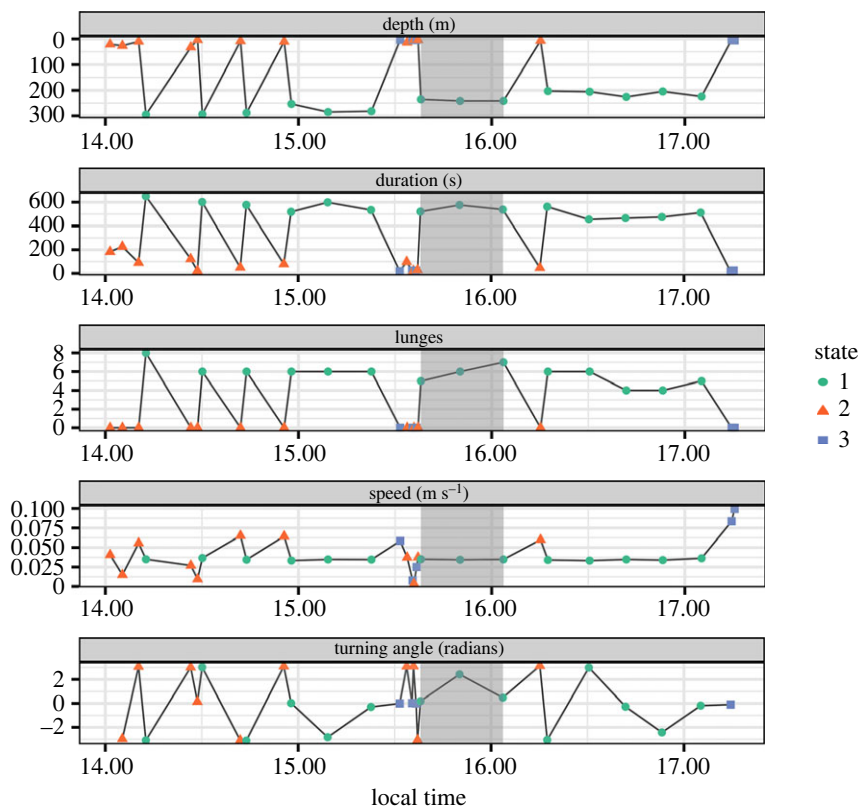 depth (m)
0
100
200
300
14.00 15.00 16.00 17.00
duration (s)
600
400
200
0
14.00 15.00 16.00 17.00
lunges
8
6
4
2
0
14.00 15.00 16.00 17.00
state
1
2
3
speed (m s⁻¹)
0.100
0.075
0.050
0.025
0
14.00 15.00 16.00 17.00
turning angle (radians)
2
0
−2
14.00 15.00 16.00 17.00
local time